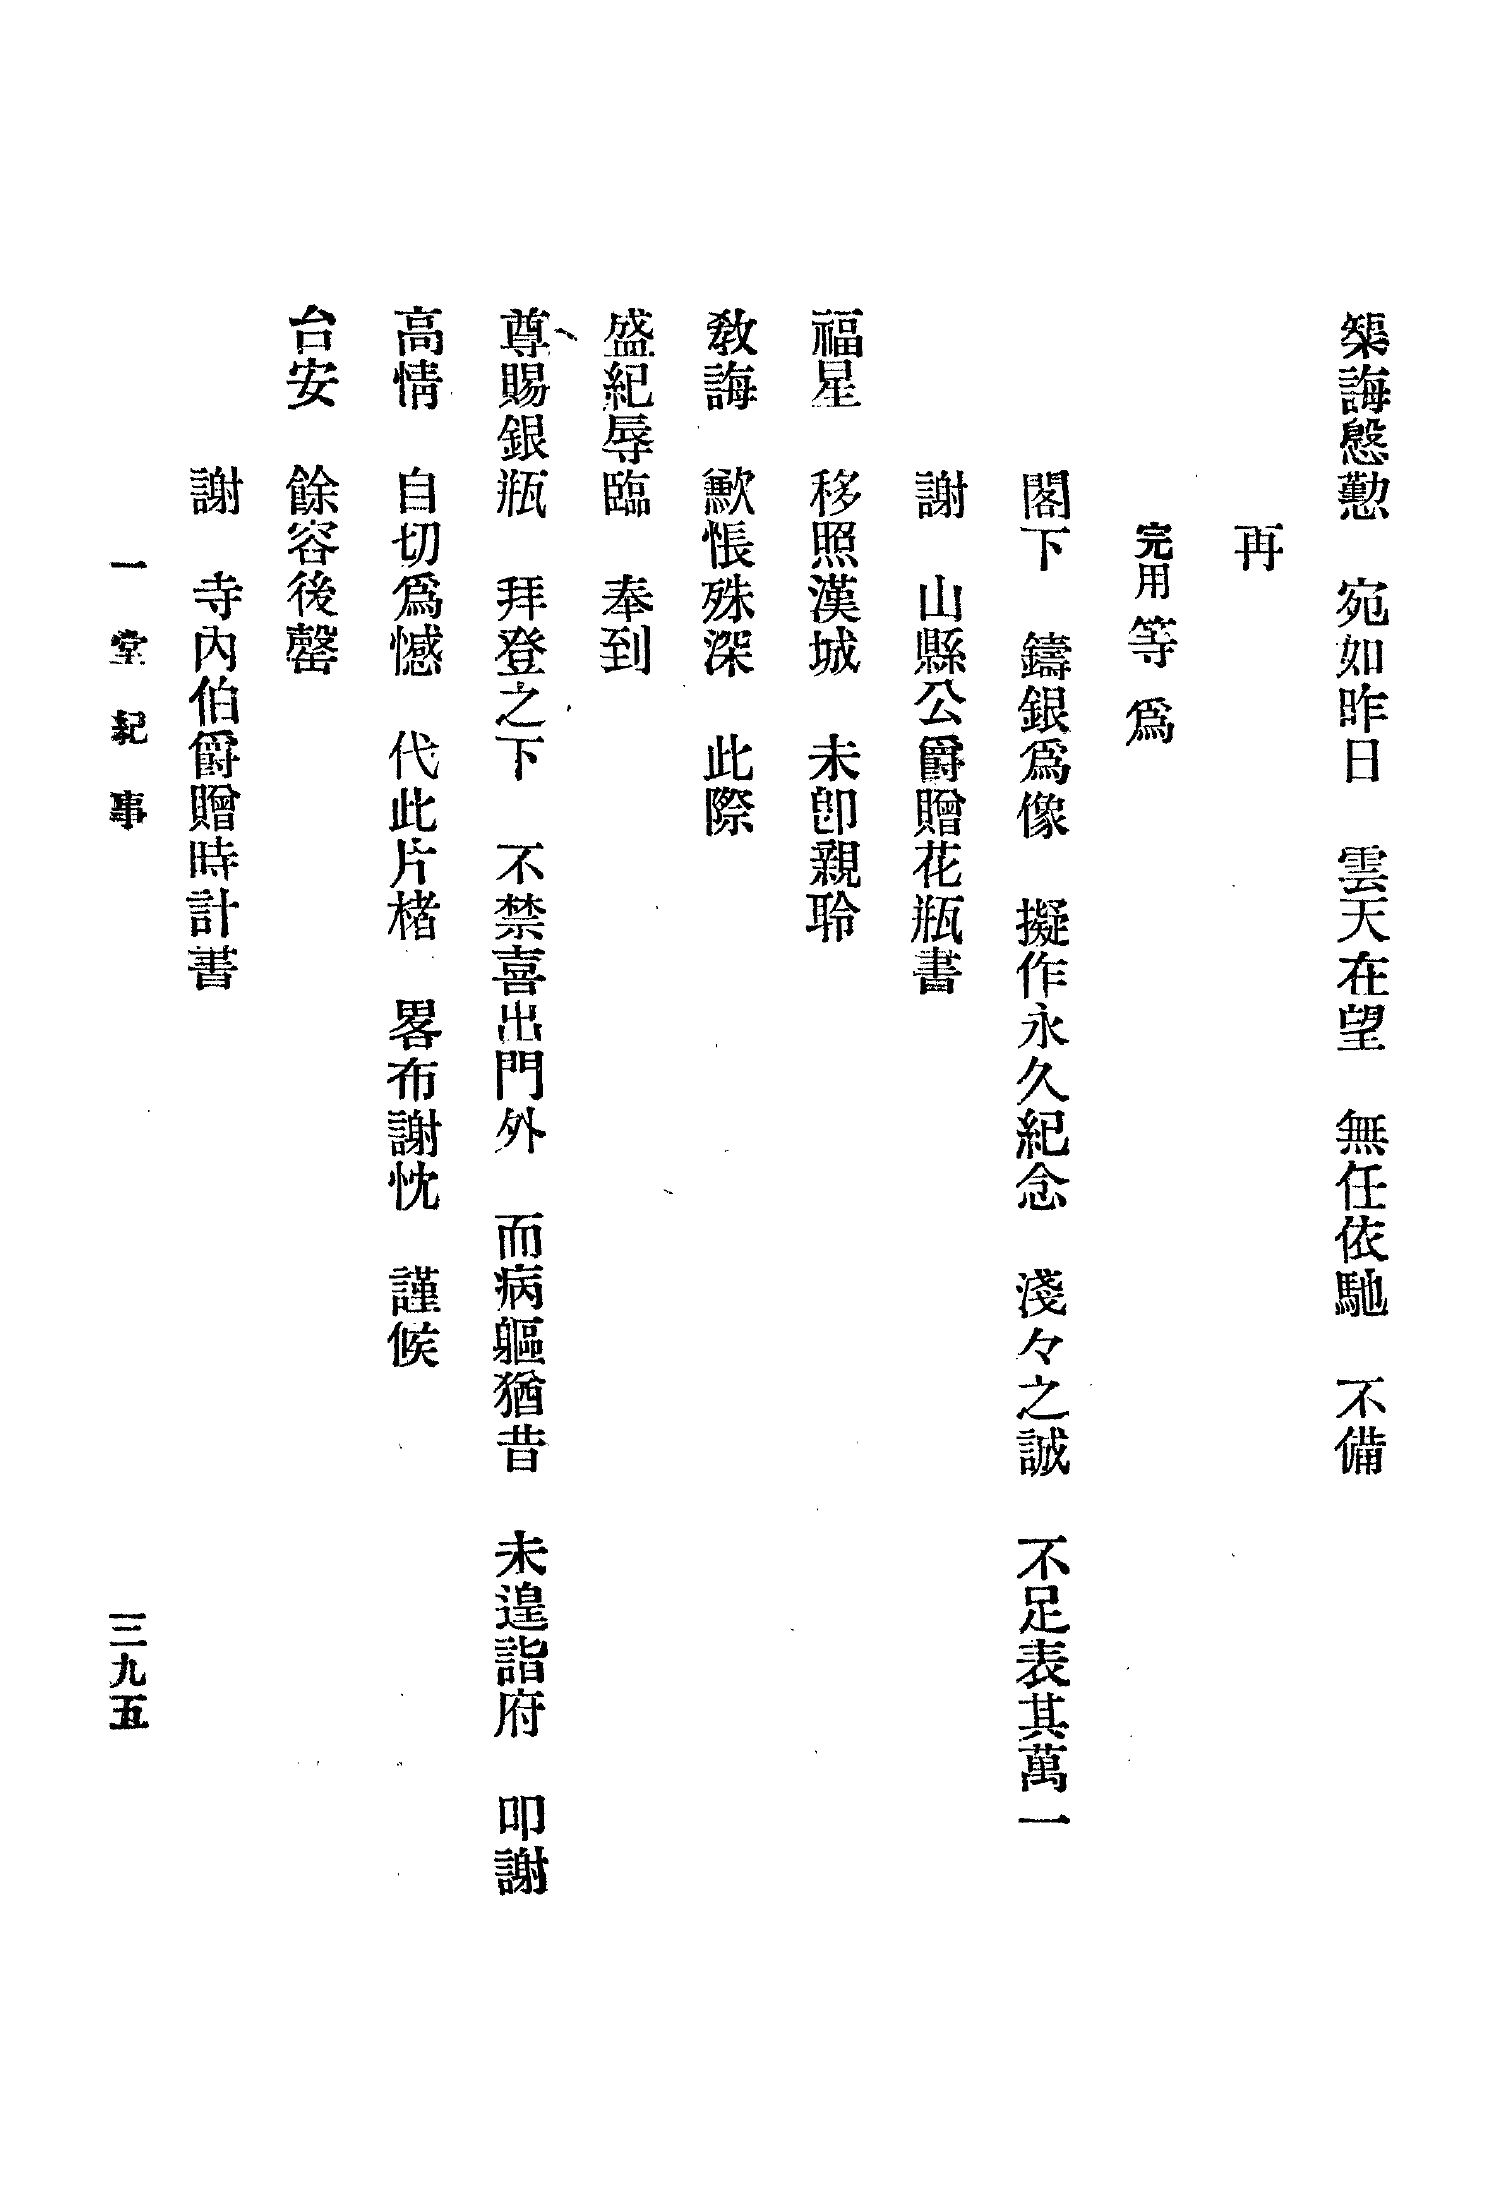 榘誨慇懃　宛如昨日　雲天在望　無任依馳　不備
再
完用等爲
閣下　鑄銀爲像　擬作永久紀念　淺々之誠　不足表其萬一
謝　山縣公爵贈花瓶書
福星　移照漢城　未卽親聆
教誨　歉悵殊深　此際
盛紀辱臨　奉到
尊賜銀瓶　拜登之下　不禁喜出門外　而病軀猶昔　未遑詣府　叩謝
高情　自切爲憾　代此片楮　畧布謝忱　謹候
台安　餘容後罄
謝　寺內伯爵贈時計書
一堂紀事
三九五